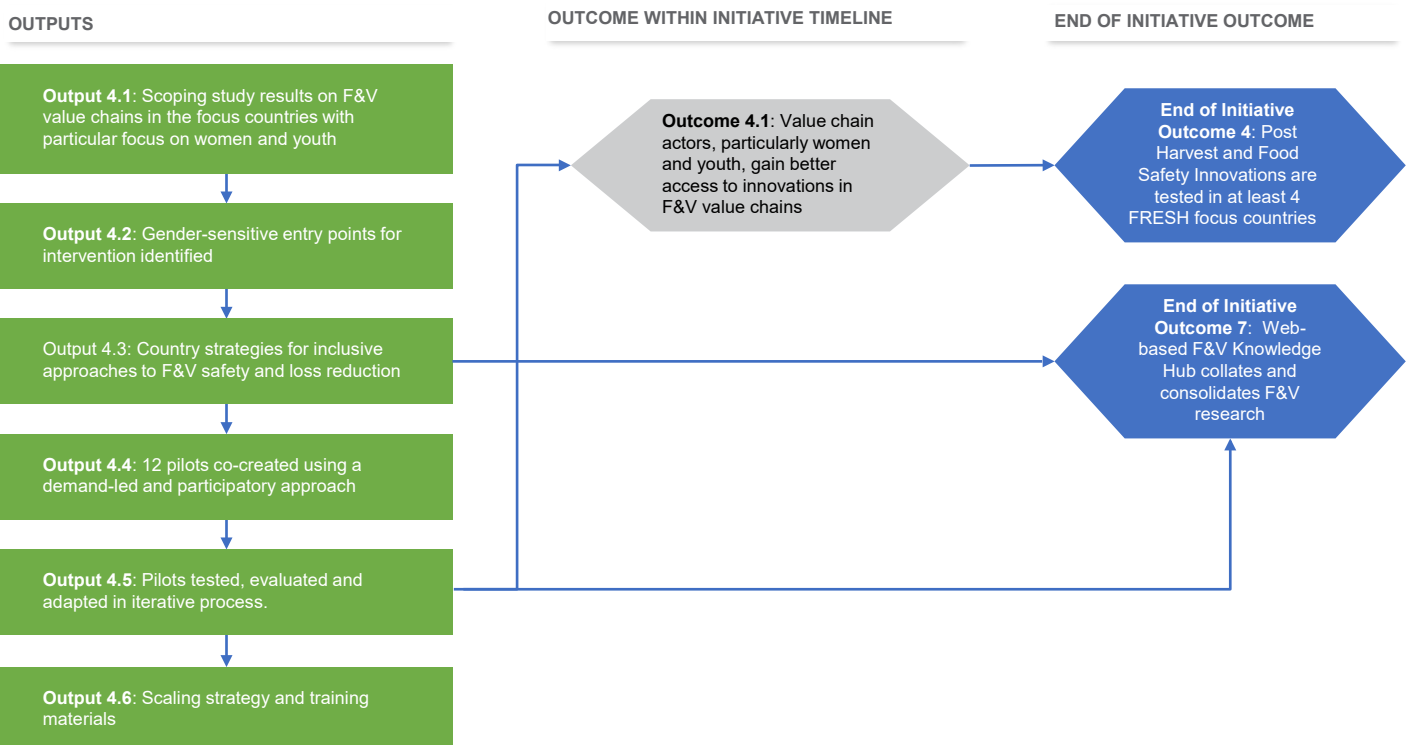 OUTPUTS
OUTCOME WITHIN INITIATIVE TIMELINE
END OF INITIATIVE OUTCOME
Output 4.1: Scoping study results on F&V
value chains in the focus countries with
particular focus on women and youth
Output 4.2: Gender-sensitive entry points for
intervention identified
Output 4.3: Country strategies for inclusive
approaches to F&V safety and loss reduction
Output 4.4: 12 pilots co-created using a
demand-led and participatory approach
Output 4.5: Pilots tested, evaluated and
adapted in iterative process.
Output 4.6: Scaling strategy and training
materials
Outcome 4.1: Value chain
actors, particularly women
and youth, gain better
access to innovations in
F&V value chains
End of Initiative
Outcome 4: Post
Harvest and Food
Safety Innovations are
tested in at least 4
FRESH focus countries
End of Initiative
Outcome 7: Web-
based F&V Knowledge
Hub collates and
consolidates F&V
research